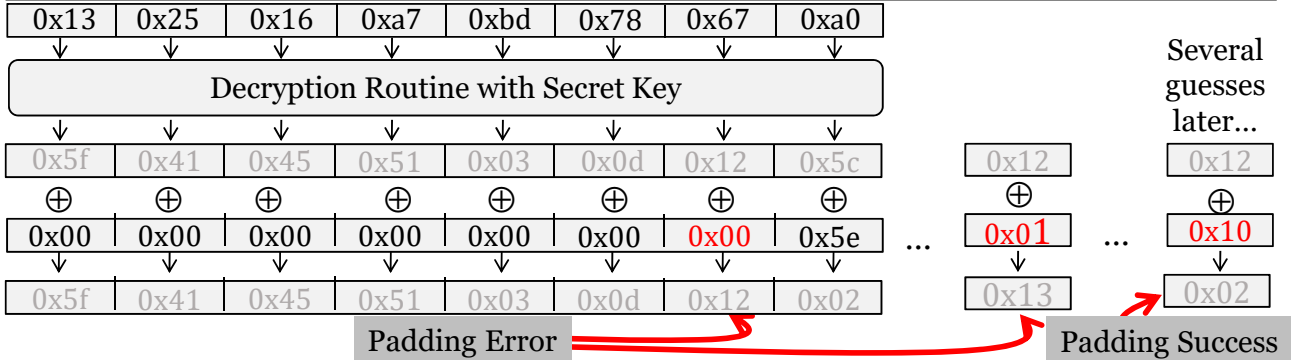 0x13 0x25 0x16 0xa7 0xbd 0x78 0x67 0xa0
Decryption Routine with Secret Key
Several
guesses
later…
0x5f 0x41 0x45 0x51 0x03 0x0d 0x12 0x5c 0x12 0x12
⊕ ⊕ ⊕ ⊕ ⊕ ⊕ ⊕ ⊕ ⊕
0x00 0x00 0x00 0x00 0x00 0x00 0x00 0x5e … 0x01 … 0x10
0x5f 0x41 0x45 0x51 0x03 0x0d 0x12 0x02 0x13 0x02
Padding Error Padding Success